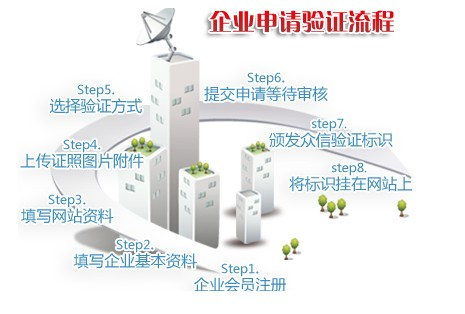 企业申请验证流程
Step1.
企业会员注册
Step2.
填写企业基本资料
Step3.
填写网站资料
Step4.
上传证照图片附件
Step5.
选择验证方式
Step6.
提交申请等待审核
step7.
颁发众信验证标识
step8.
将标识挂在网站上